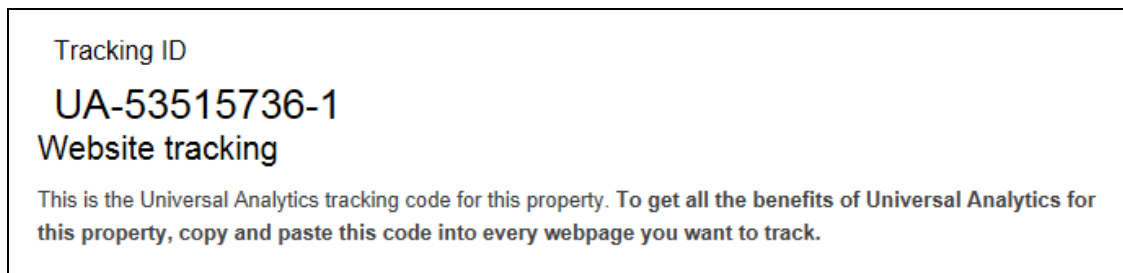 Tracking ID
UA-53515736-1
Website tracking
This is the Universal Analytics tracking code for this property. To get all the benefits of Universal Analytics for
this property, copy and paste this code into every webpage you want to track.